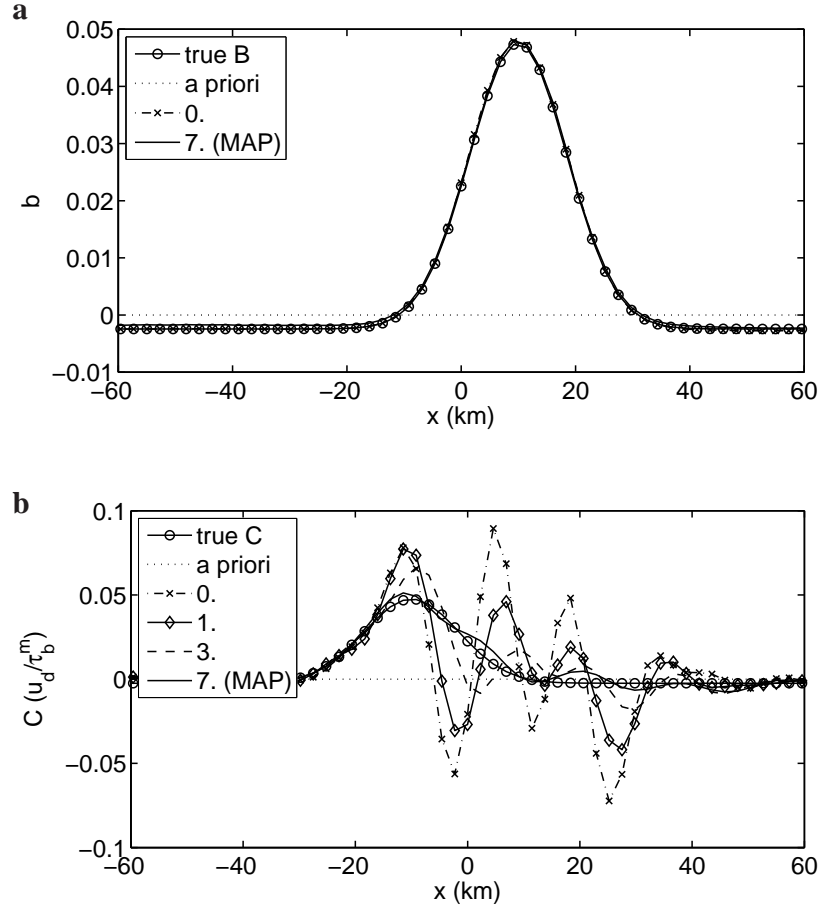 a
0.05
0.04
0.03
0.02
0.01
0
−0.01
b
true B
a priori
0.
7. (MAP)
−60 −40 −20 0 20 40 60
x (km)
b
0.1
0.05
0
−0.05
−0.1
C (u_d/τ_b^m)
true C
a priori
0.
1.
3.
7. (MAP)
−60 −40 −20 0 20 40 60
x (km)